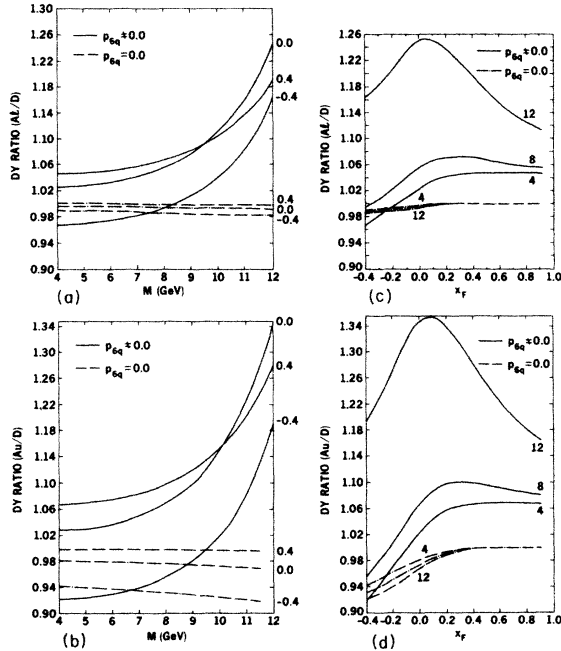 1.26
1.22
1.18
1.14
1.10
1.06
1.02
0.98
0.94
0.90
DY RATIO (Aℓ/D)
p6q ≠ 0.0
p6q = 0.0
0.0
0.4
-0.4
0.4
0.0
-0.4
4 5 6 7 8 9 10 11 12
M (GeV)
(a)
1.26
1.22
1.18
1.14
1.10
1.06
1.02
0.98
0.94
0.90
DY RATIO (Aℓ/D)
p6q ≠ 0.0
p6q = 0.0
12
8
4
4
12
-0.4 -0.2 0.0 0.2 0.4 0.6 0.8 1.0
xF
(c)
1.34
1.30
1.26
1.22
1.18
1.14
1.10
1.06
1.02
0.98
0.94
0.90
DY RATIO (Au/D)
p6q ≠ 0.0
p6q = 0.0
0.0
0.4
-0.4
0.4
0.0
-0.4
4 5 6 7 8 9 10 11 12
M (GeV)
(b)
1.34
1.30
1.26
1.22
1.18
1.14
1.10
1.06
1.02
0.98
0.94
0.90
DY RATIO (Au/D)
p6q ≠ 0.0
p6q = 0.0
12
8
4
4
12
-0.4 -0.2 0.0 0.2 0.4 0.6 0.8 1.0
xF
(d)